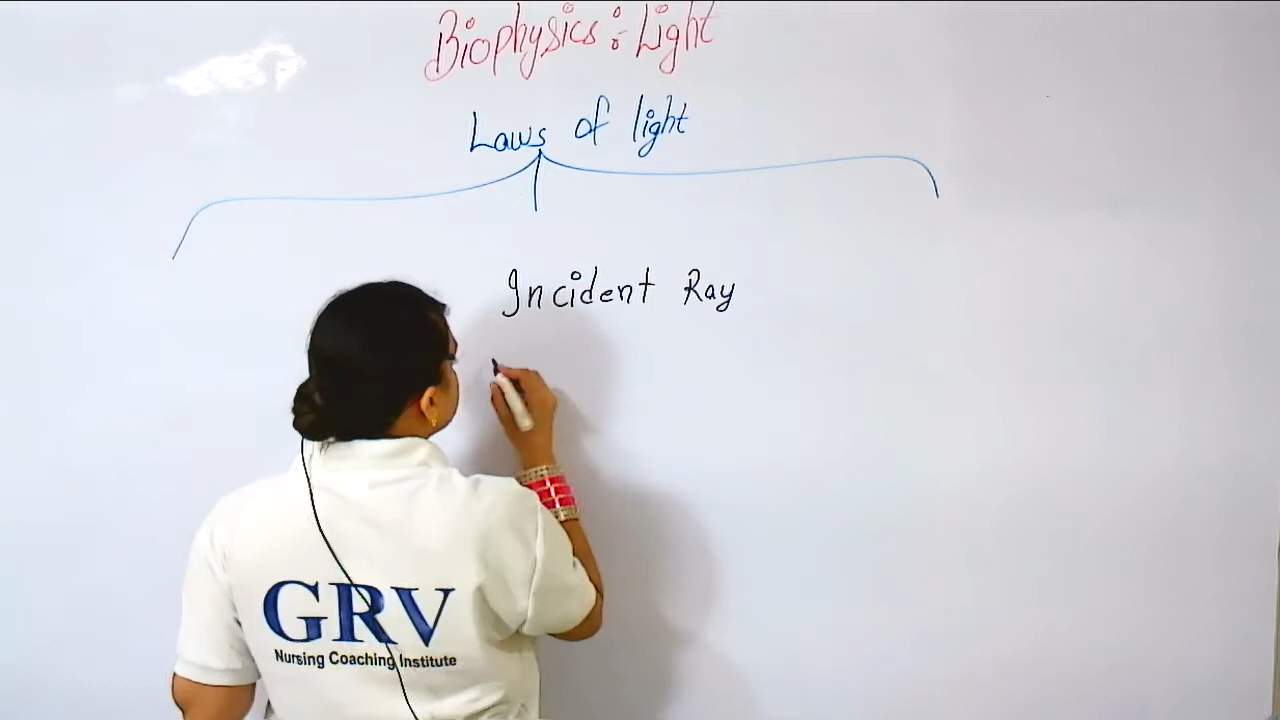 Biophysics : Light
Laws of light
Incident Ray
GRV
Nursing Coaching Institute